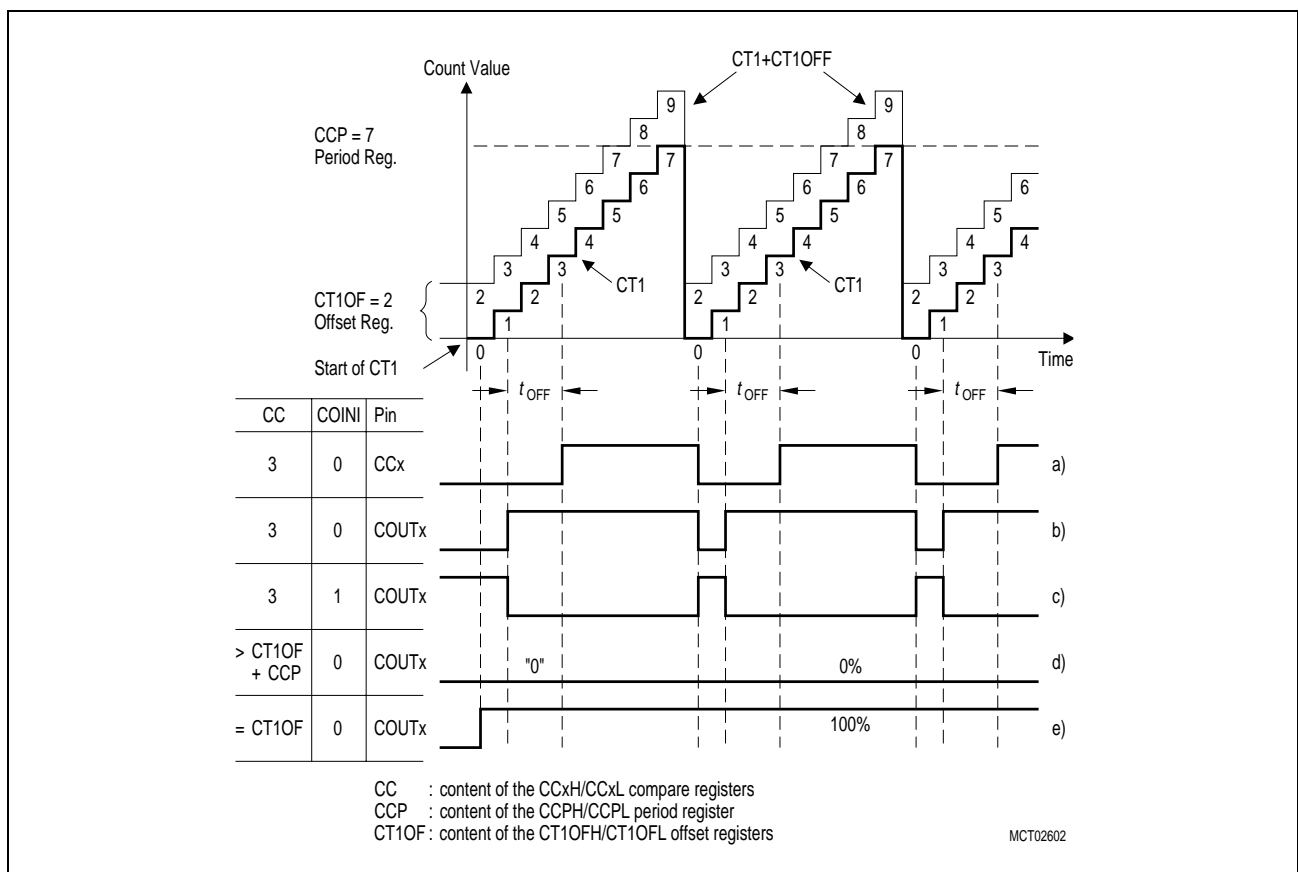 Count Value
CT1+CT1OFF
CCP = 7
Period Reg.
9
8
7
7
6
6
5
5
4
4
3
3
2
2
1
0
9
8
7
7
6
6
5
5
4
4
3
3
2
2
1
0
6
5
4
4
3
3
2
2
1
0
CT1
CT1
CT1OF = 2
Offset Reg.
Start of CT1
Time
t OFF
t OFF
t OFF
CC COINI Pin
3 0 CCx a)
3 0 COUTx b)
3 1 COUTx c)
> CT1OF
+ CCP 0 COUTx "0" 0% d)
= CT1OF 0 COUTx 100% e)
CC : content of the CCxH/CCxL compare registers
CCP : content of the CCPH/CCPL period register
CT1OF : content of the CT1OFH/CT1OFL offset registers
MCT02602